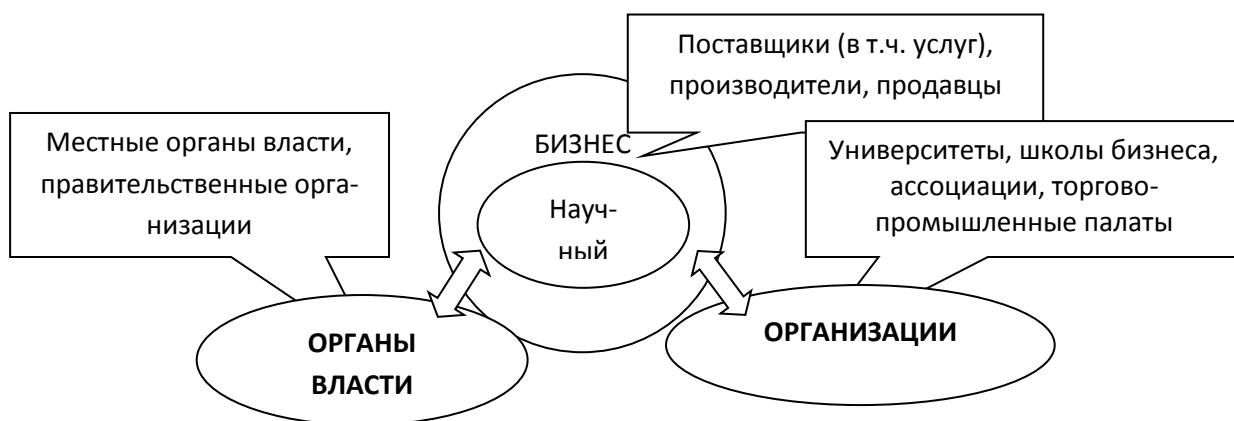 Поставщики (в т.ч. услуг),
производители, продавцы
Местные органы власти,
правительственные орга-
низации
БИЗНЕС
Университеты, школы бизнеса,
ассоциации, торгово-
промышленные палаты
Науч-
ный
ОРГАНЫ
ВЛАСТИ
ОРГАНИЗАЦИИ